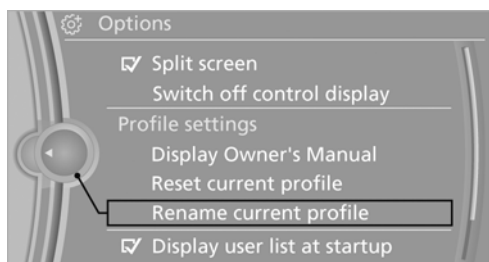 Options
Split screen
Switch off control display
Profile settings
Display Owner's Manual
Reset current profile
Rename current profile
Display user list at startup